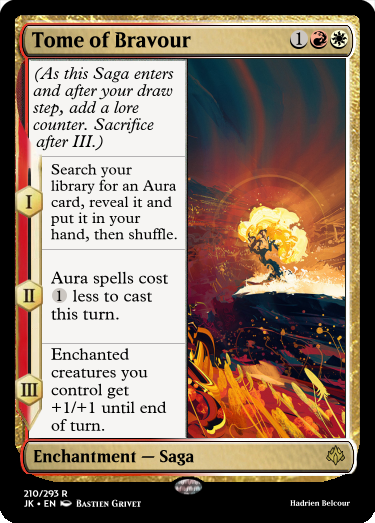 Tome of Bravour 1
(As this Saga enters
and after your draw
step, add a lore
counter. Sacrifice
after III.)
I
Search your
library for an Aura
card, reveal it and
put it in your
hand, then shuffle.
II
Aura spells cost
1 less to cast
this turn.
III
Enchanted
creatures you
control get
+1/+1 until end
of turn.
Enchantment — Saga
210/293 R
JK • EN Bastien Grivet
Hadrien Belcour